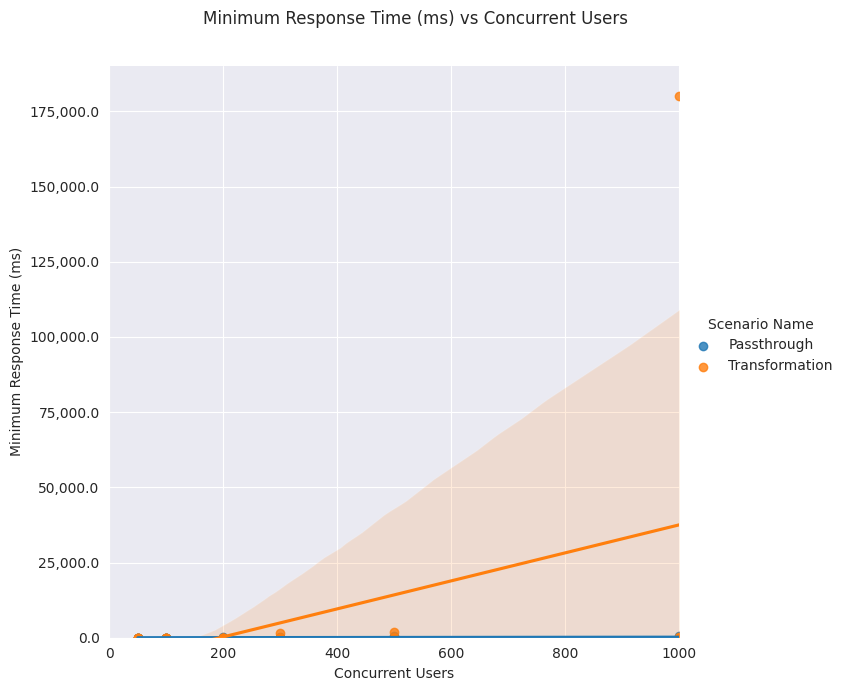 Minimum Response Time (ms) vs Concurrent Users
175,000.0
150,000.0
125,000.0
100,000.0
75,000.0
50,000.0
25,000.0
0.0
Minimum Response Time (ms)
0 200 400 600 800 1000
Concurrent Users
Scenario Name
Passthrough
Transformation